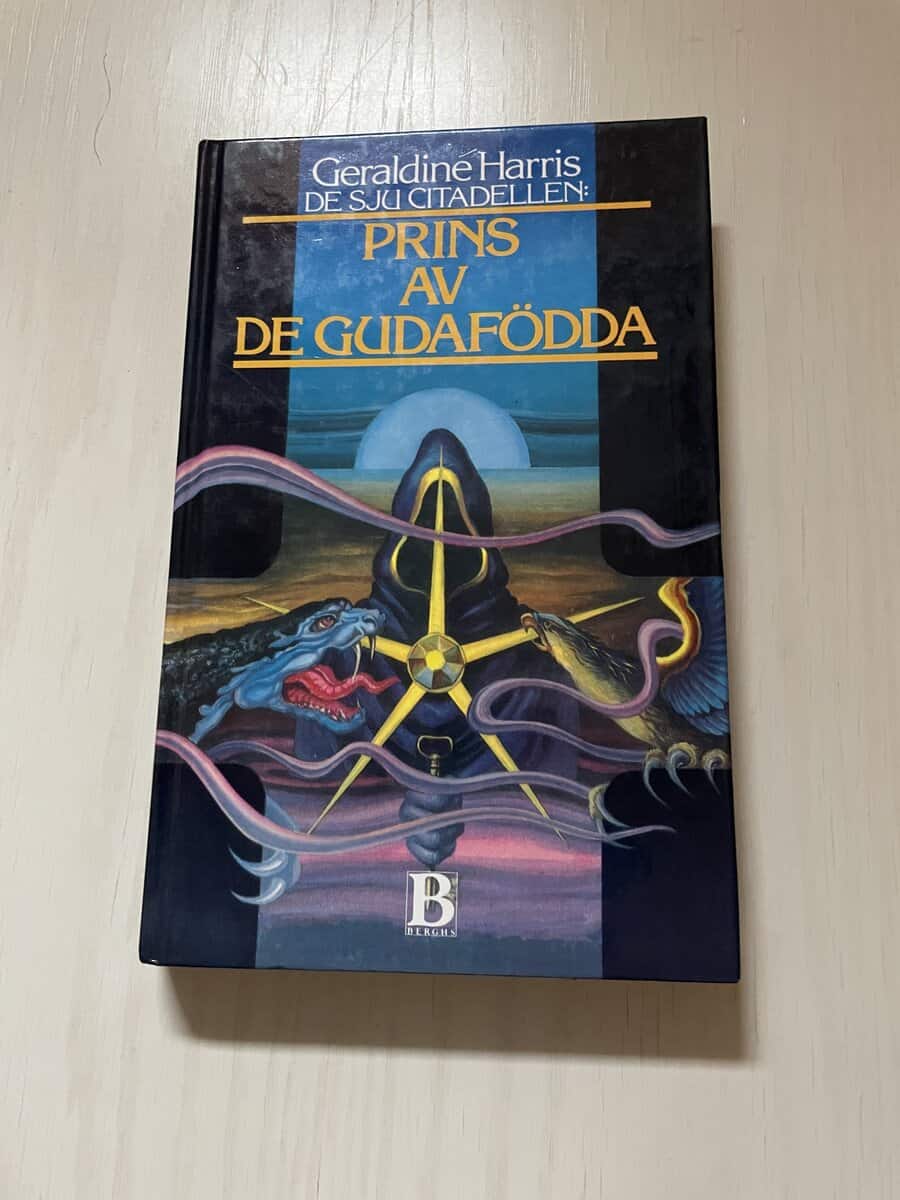 Geraldine Harris
DE SJU CITADELLEN:
PRINS
AV
DE GUDAFÖDDA
B
BERGHS